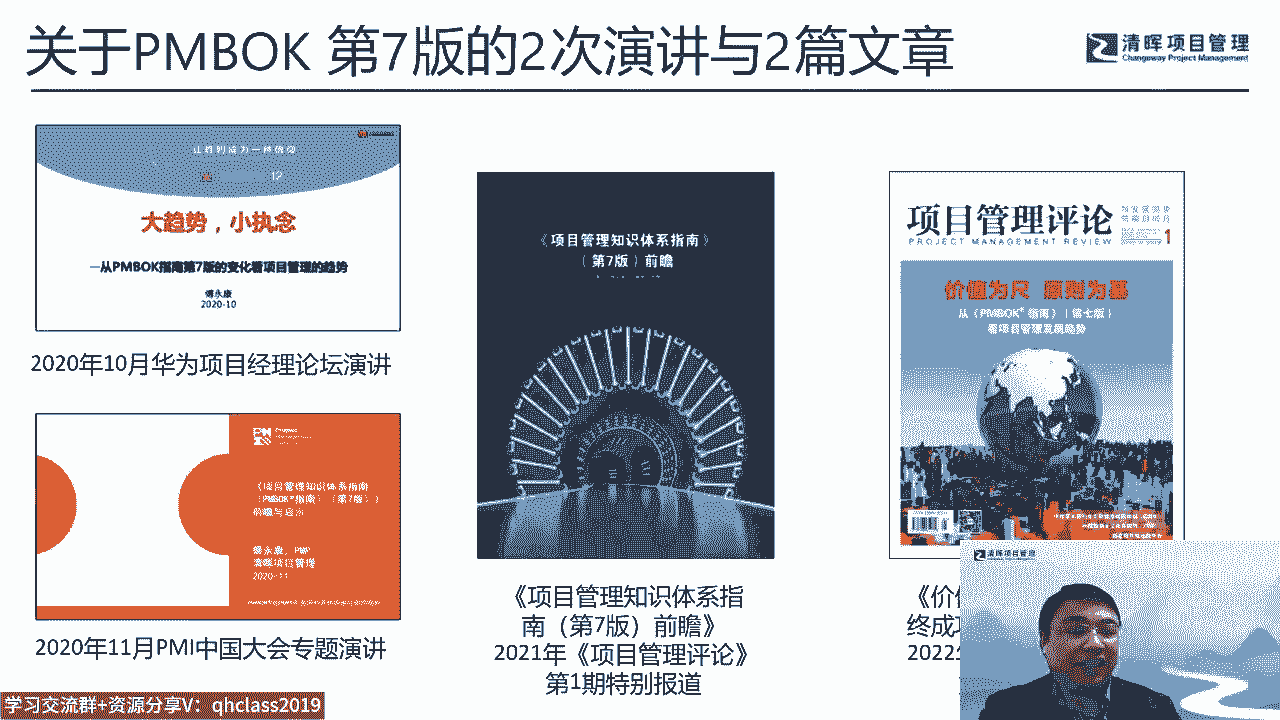 关于PMBOK 第7版的2次演讲与2篇文章
清晖项目管理
Changeway Project Management
12
大趋势，小执念
—从PMBOK指南第7版的变化看项目管理的趋势
傅永康
2020-10
2020年10月华为项目经理论坛演讲
《项目管理知识体系指南
（PMBOK®指南）（第7版）》
傅永康，PMP
清晖项目管理
2020-11
2020年11月PMI中国大会专题演讲
《项目管理知识体系指南》
（第7版）前瞻
《项目管理知识体系指
南（第7版）前瞻》
2021年《项目管理评论》
第1期特别报道
项目管理评论
PROJECT MANAGEMENT REVIEW
1
价值为尺 原则为基
从《PMBOK®指南》（第七版）
看项目管理发展趋势
《价
终成
2022
清晖项目管理
学习交流群+资源分享V：qhclass2019